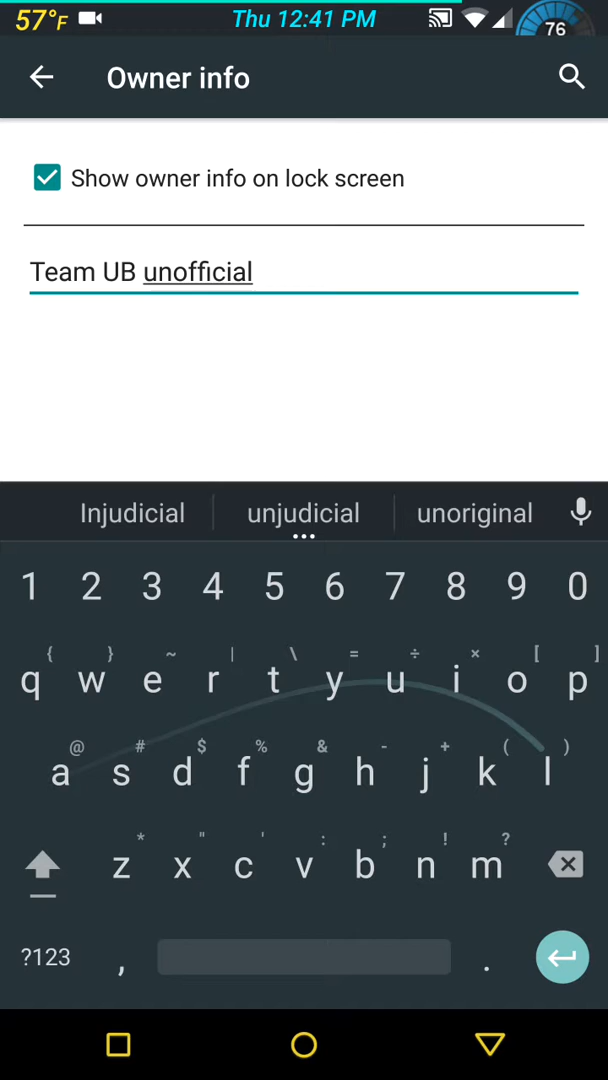 57°F Thu 12:41 PM 76
Owner info
Show owner info on lock screen
Team UB unofficial
Injudicial unjudicial unoriginal
1 2 3 4 5 6 7 8 9 0
{ } ~ | \ = ÷ × [ ]
q w e r t y u i o p
@ # $ % & - + ( )
a s d f g h j k l
* " ' : ; ! ?
z x c v b n m
?123 , .